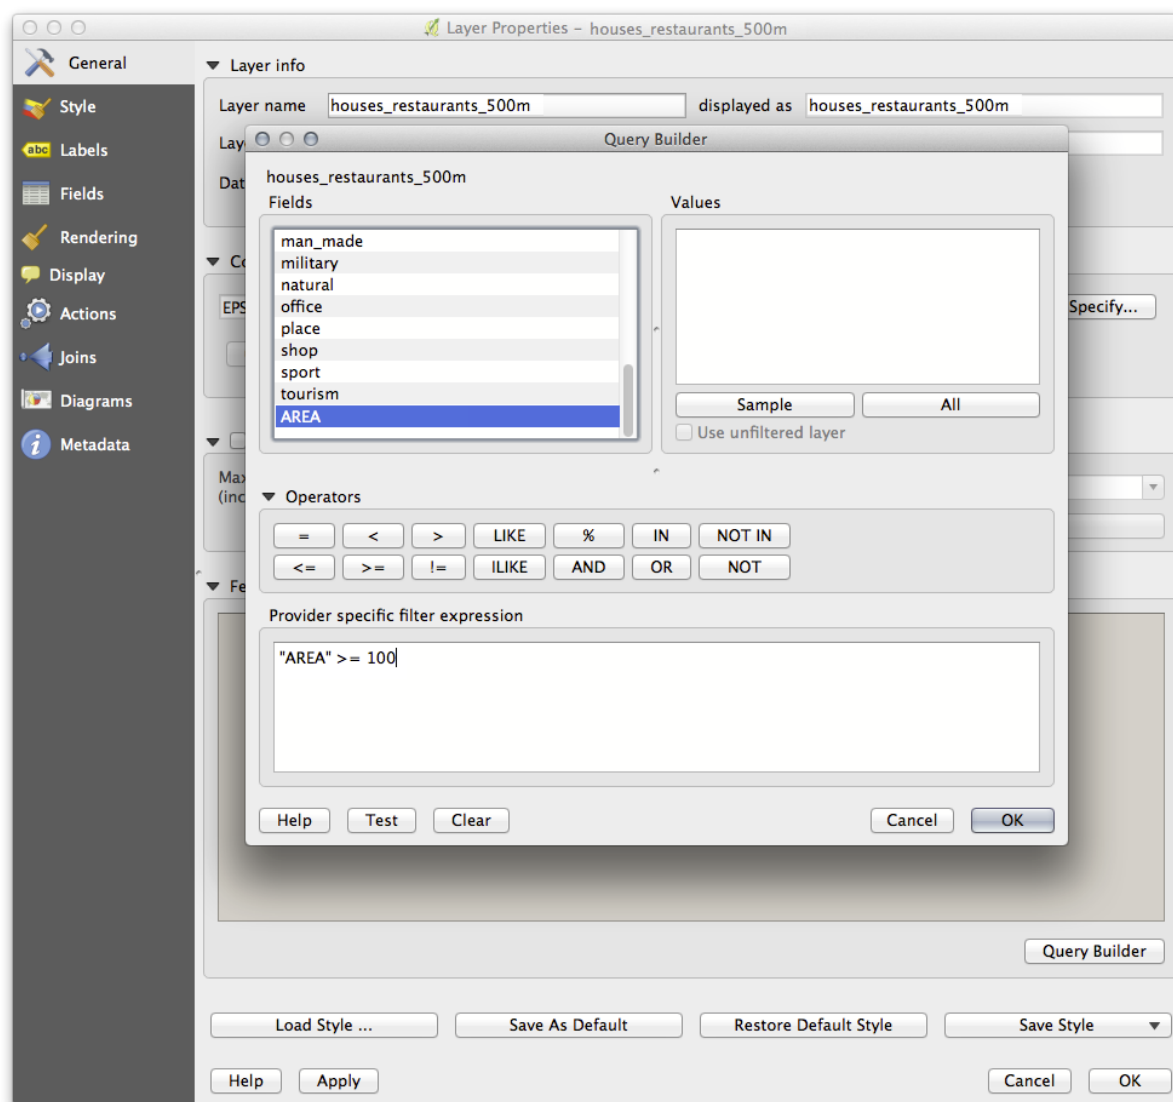 Layer Properties – houses_restaurants_500m
General
Style
abc Labels
Fields
Rendering
Display
Actions
Joins
Diagrams
Metadata
Layer info
Layer name houses_restaurants_500m displayed as houses_restaurants_500m
Query Builder
houses_restaurants_500m
Fields
man_made
military
natural
office
place
shop
sport
tourism
AREA
Values
Sample All
Use unfiltered layer
Specify...
Operators
= < > LIKE % IN NOT IN
<= >= != ILIKE AND OR NOT
Provider specific filter expression
"AREA" >= 100
Help Test Clear Cancel OK
Query Builder
Load Style ... Save As Default Restore Default Style Save Style
Help Apply Cancel OK